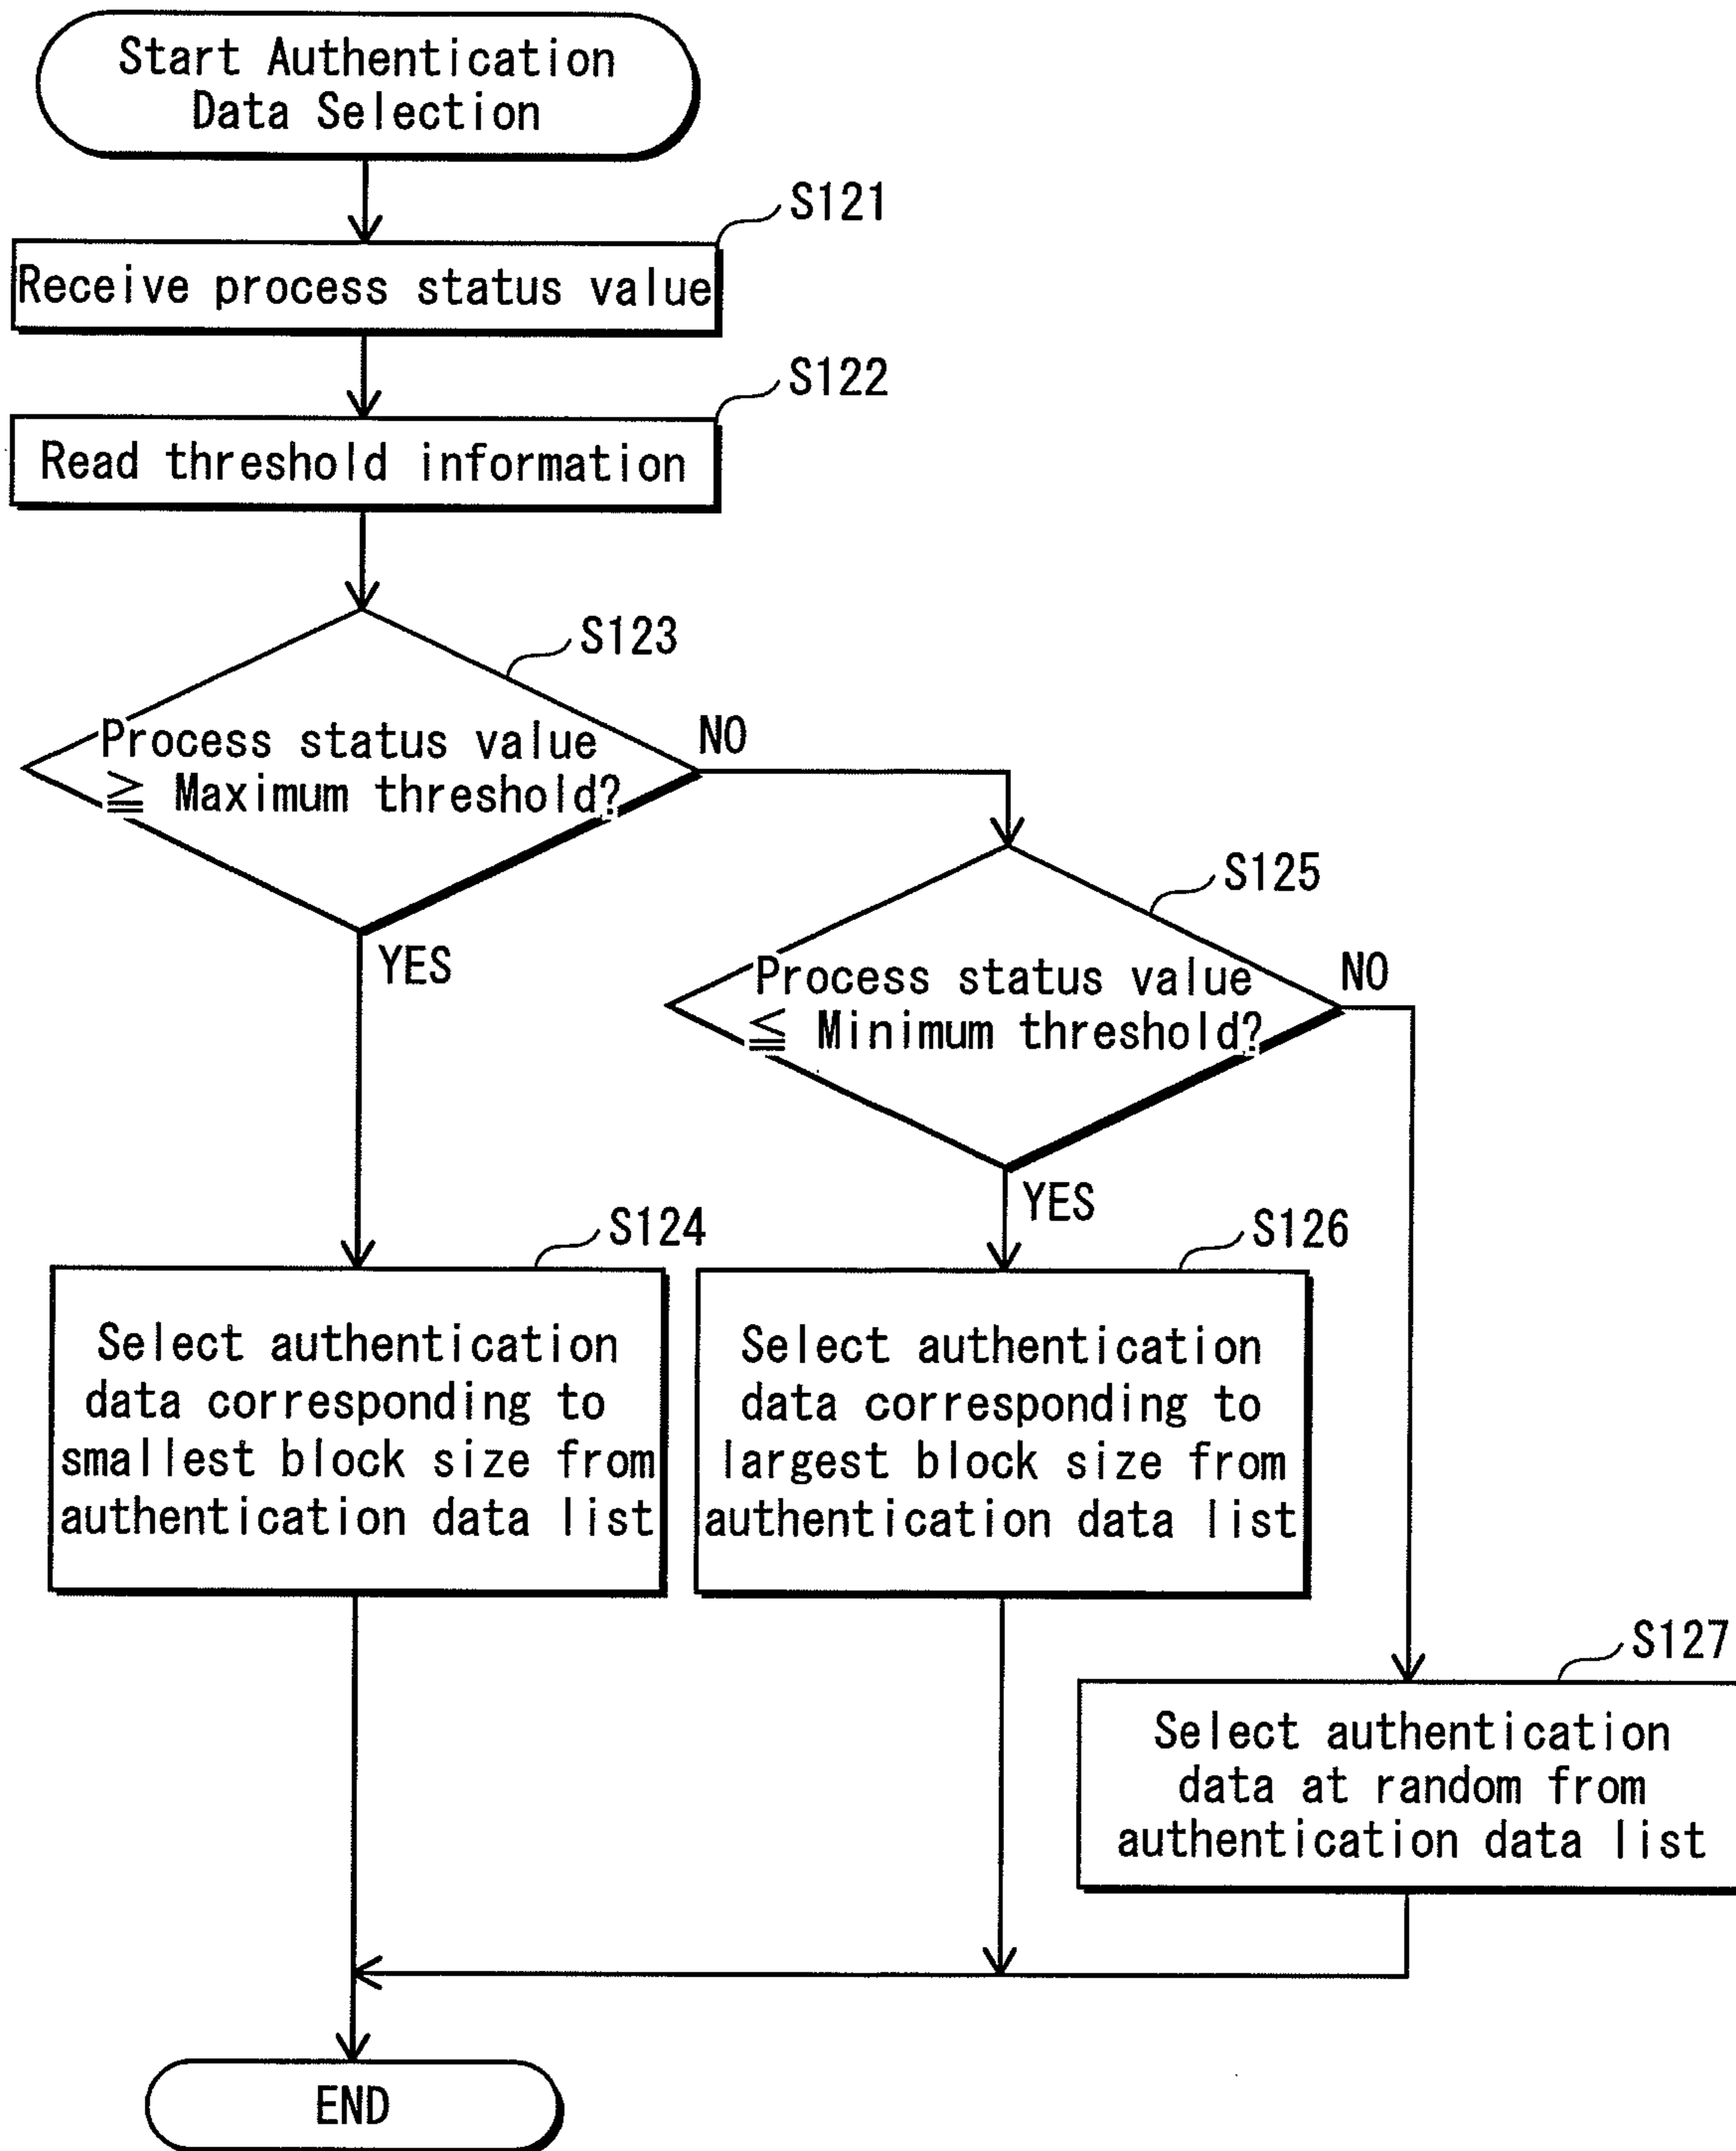 Start Authentication
Data Selection
S121
Receive process status value
S122
Read threshold information
S123
Process status value
≧ Maximum threshold?
NO
YES
S125
Process status value
≦ Minimum threshold?
NO
YES
S124
Select authentication
data corresponding to
smallest block size from
authentication data list
S126
Select authentication
data corresponding to
largest block size from
authentication data list
S127
Select authentication
data at random from
authentication data list
END